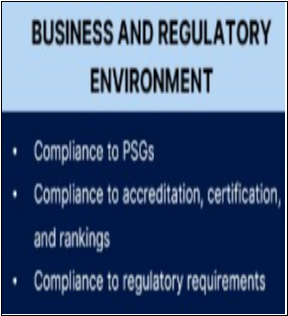 BUSINESS AND REGULATORY
ENVIRONMENT
• Compliance to PSGs
• Compliance to accreditation, certification,
and rankings
• Compliance to regulatory requirements